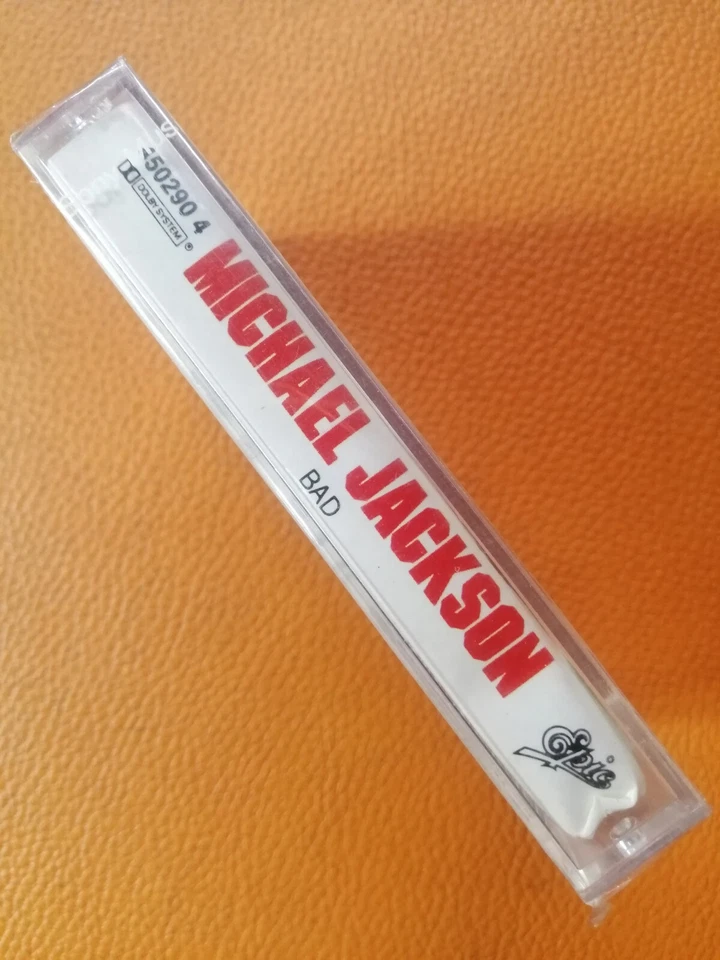 450290 4
DOLBY SYSTEM
MICHAEL JACKSON
BAD
Epic